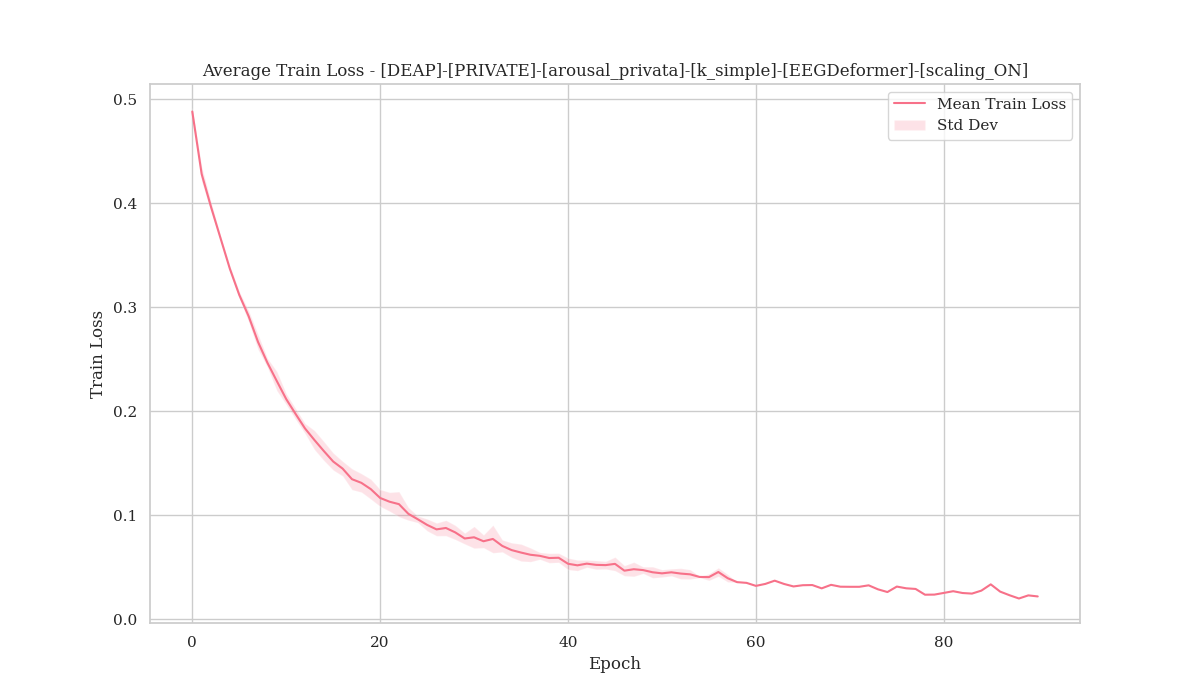 Average Train Loss - [DEAP]-[PRIVATE]-[arousal_privata]-[k_simple]-[EEGDeformer]-[scaling_ON]
Mean Train Loss
Std Dev
Train Loss
0.5
0.4
0.3
0.2
0.1
0.0
0 20 40 60 80
Epoch